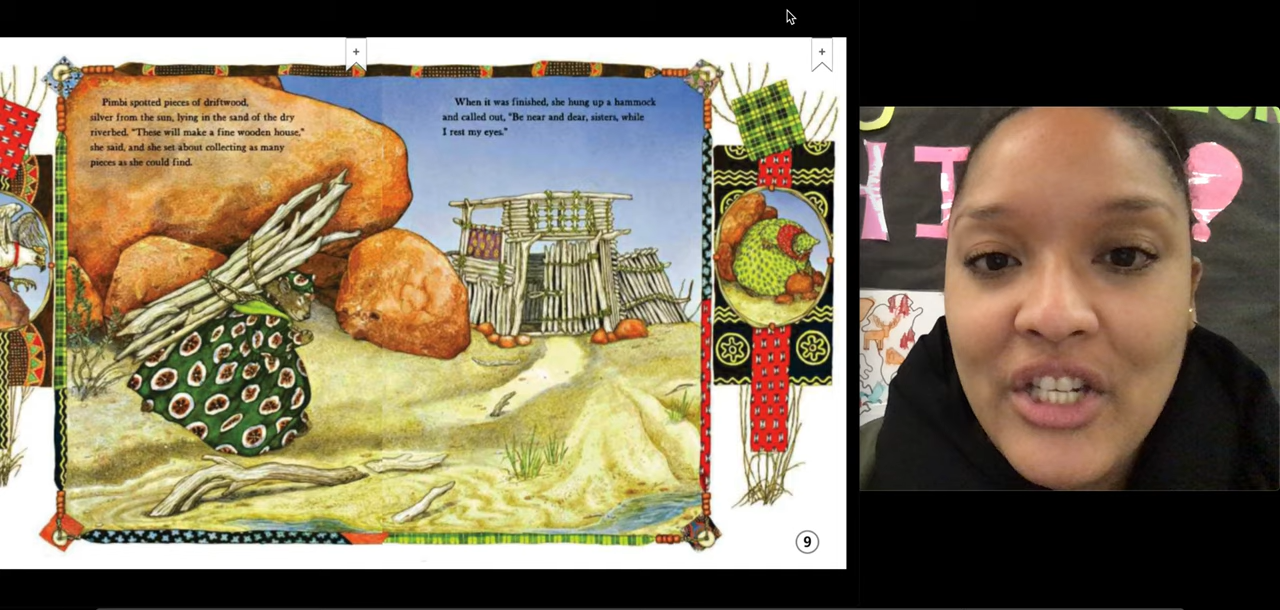 Pimbi spotted pieces of driftwood,
silver from the sun, lying in the sand of the dry
riverbed. "These will make a fine wooden house,"
she said, and she set about collecting as many
pieces as she could find.
When it was finished, she hung up a hammock
and called out, "Be near and dear, sisters, while
I rest my eyes."
9